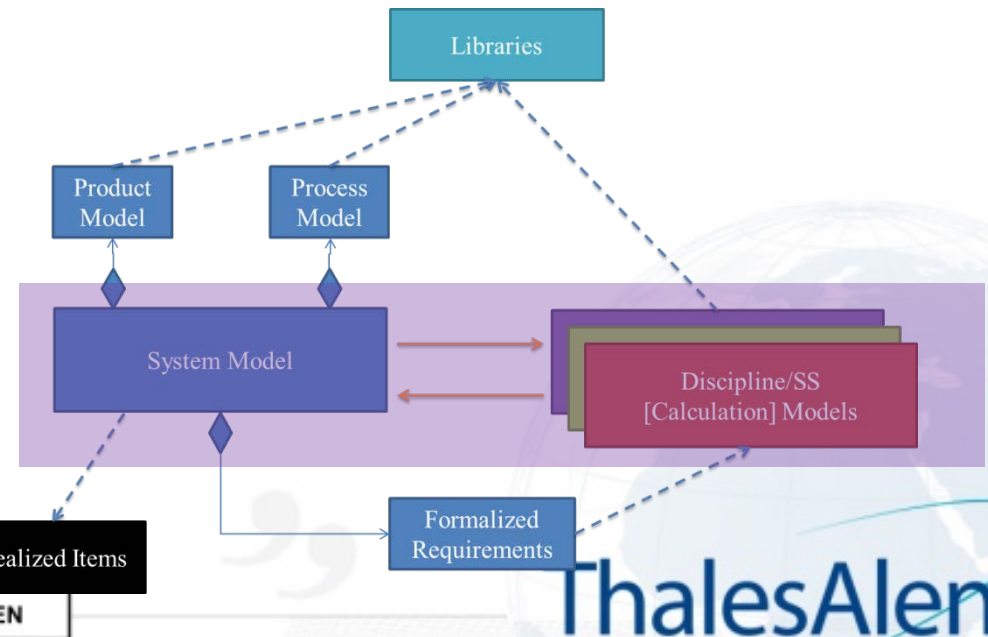 Libraries
Product
Model
Process
Model
System Model
Discipline/SS
[Calculation] Models
Formalized
Requirements
ealized Items
EN
ThalesAlen